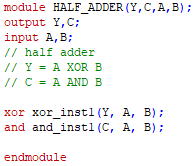 module HALF_ADDER(Y,C,A,B);
output Y,C;
input A,B;
// half adder
// Y = A XOR B
// C = A AND B
xor xor_inst1(Y, A, B);
and and_inst1(C, A, B);
endmodule